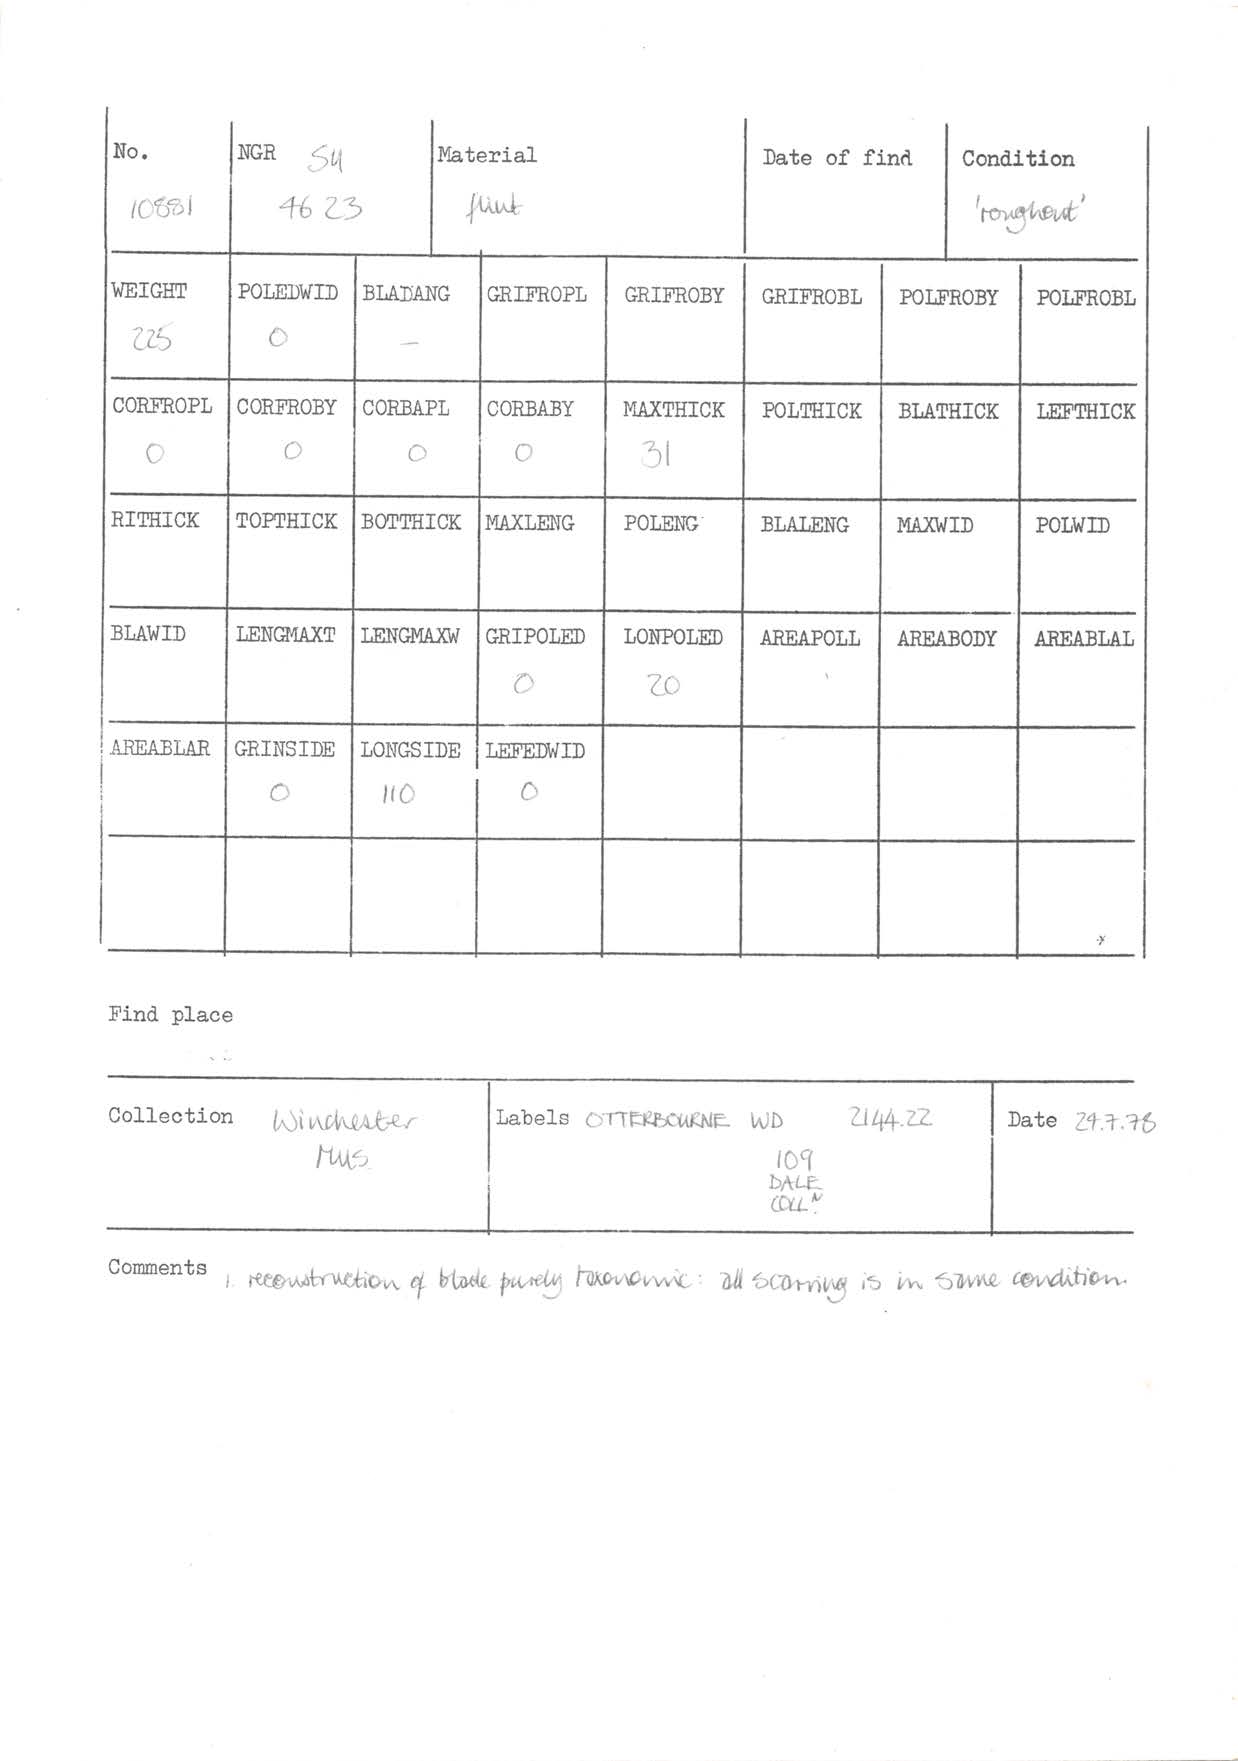 No. NGR SU Material Date of find Condition
10881 46 23 flint 'roughout'
WEIGHT POLEDWID BLADANG GRIFROPL GRIFROBY GRIFROBL POLFROBY POLFROBL
225 0 —
CORFROPL CORFROBY CORBAPL CORBABY MAXTHICK POLTHICK BLATHICK LEFTHICK
0 0 0 0 31
RITHICK TOPTHICK BOTTHICK MAXLENG POLENG BLALENG MAXWID POLWID
BLAWID LENGMAXT LENGMAXW GRIPOLED LONPOLED AREAPOLL AREABODY AREABLAL
0 20
AREABLAR GRINSIDE LONGSIDE LEFEDWID
0 110 0
Find place
Collection Winchester Labels OTTERBOURNE WD 2144.22 Date 29.7.78
Mus. 109
DALE
COLLN.
Comments 1. reconstruction of blade purely taxonomic: all scarring is in same condition.